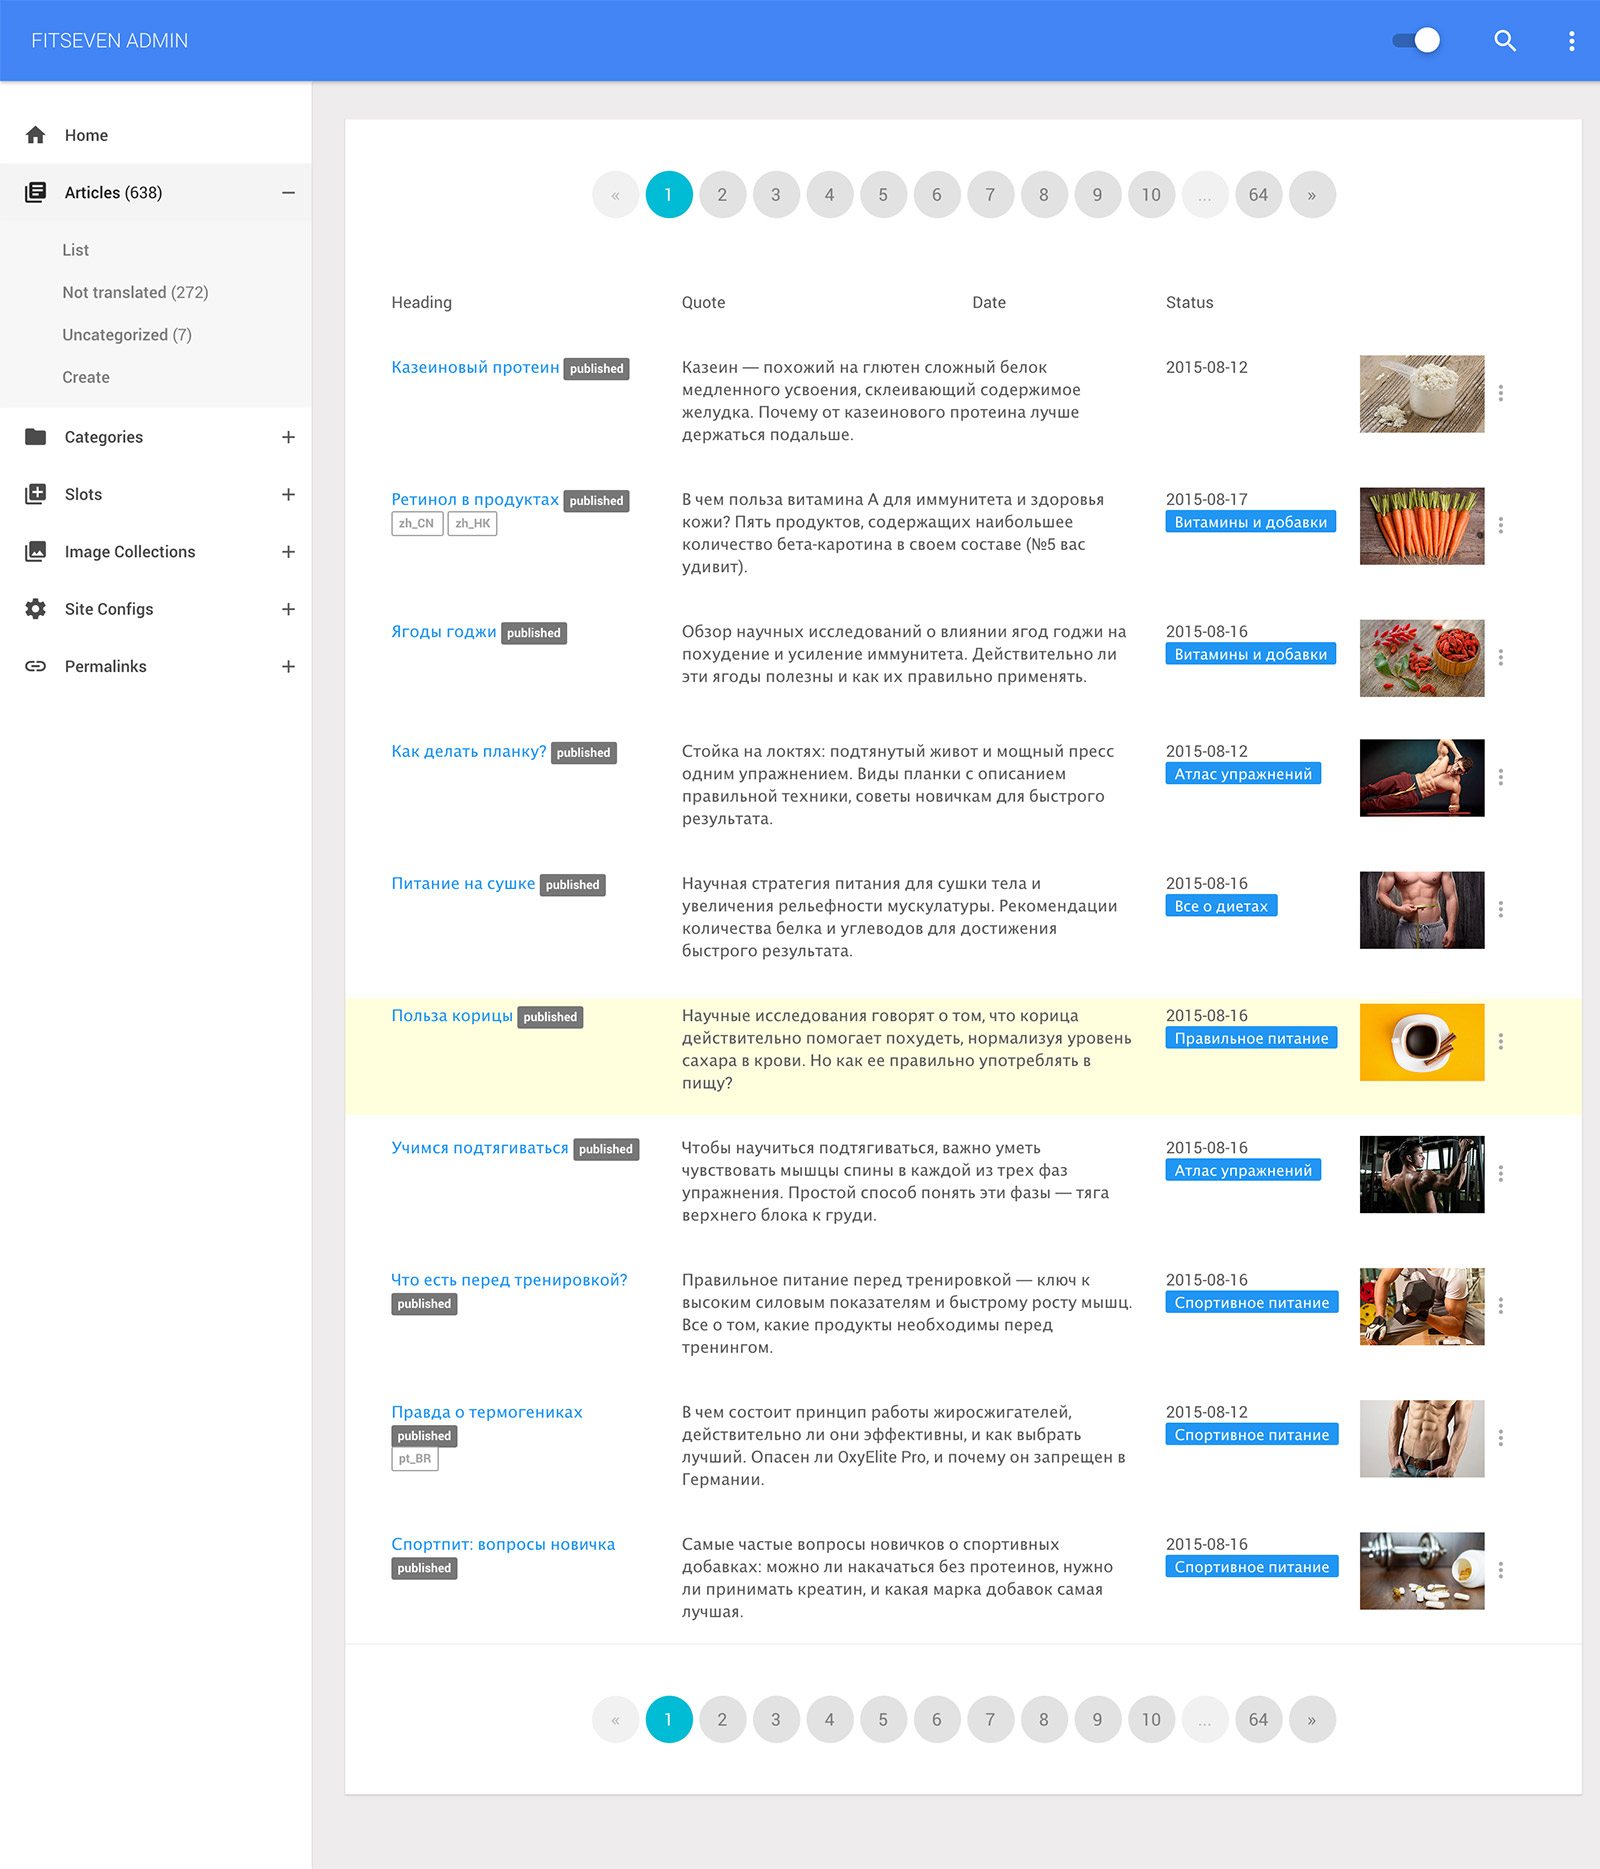 FITSEVEN ADMIN
Home
Articles (638)
List
Not translated (272)
Uncategorized (7)
Create
Categories
Slots
Image Collections
Site Configs
Permalinks
« 1 2 3 4 5 6 7 8 9 10 ... 64 »
Heading Quote Date Status
Казеиновый протеин published
Казеин — похожий на глютен сложный белок
медленного усвоения, склеивающий содержимое
желудка. Почему от казеинового протеина лучше
держаться подальше.
2015-08-12
Ретинол в продуктах published
zh_CN zh_HK
В чем польза витамина А для иммунитета и здоровья
кожи? Пять продуктов, содержащих наибольшее
количество бета-каротина в своем составе (№5 вас
удивит).
2015-08-17
Витамины и добавки
Ягоды годжи published
Обзор научных исследований о влиянии ягод годжи на
похудение и усиление иммунитета. Действительно ли
эти ягоды полезны и как их правильно применять.
2015-08-16
Витамины и добавки
Как делать планку? published
Стойка на локтях: подтянутый живот и мощный пресс
одним упражнением. Виды планки с описанием
правильной техники, советы новичкам для быстрого
результата.
2015-08-12
Атлас упражнений
Питание на сушке published
Научная стратегия питания для сушки тела и
увеличения рельефности мускулатуры. Рекомендации
количества белка и углеводов для достижения
быстрого результата.
2015-08-16
Все о диетах
Польза корицы published
Научные исследования говорят о том, что корица
действительно помогает похудеть, нормализуя уровень
сахара в крови. Но как ее правильно употреблять в
пищу?
2015-08-16
Правильное питание
Учимся подтягиваться published
Чтобы научиться подтягиваться, важно уметь
чувствовать мышцы спины в каждой из трех фаз
упражнения. Простой способ понять эти фазы — тяга
верхнего блока к груди.
2015-08-16
Атлас упражнений
Что есть перед тренировкой?
published
Правильное питание перед тренировкой — ключ к
высоким силовым показателям и быстрому росту мышц.
Все о том, какие продукты необходимы перед
тренингом.
2015-08-16
Спортивное питание
Правда о термогениках
published
pt_BR
В чем состоит принцип работы жиросжигателей,
действительно ли они эффективны, и как выбрать
лучший. Опасен ли OxyElite Pro, и почему он запрещен в
Германии.
2015-08-12
Спортивное питание
Спортпит: вопросы новичка
published
Самые частые вопросы новичков о спортивных
добавках: можно ли накачаться без протеинов, нужно
ли принимать креатин, и какая марка добавок самая
лучшая.
2015-08-16
Спортивное питание
« 1 2 3 4 5 6 7 8 9 10 ... 64 »